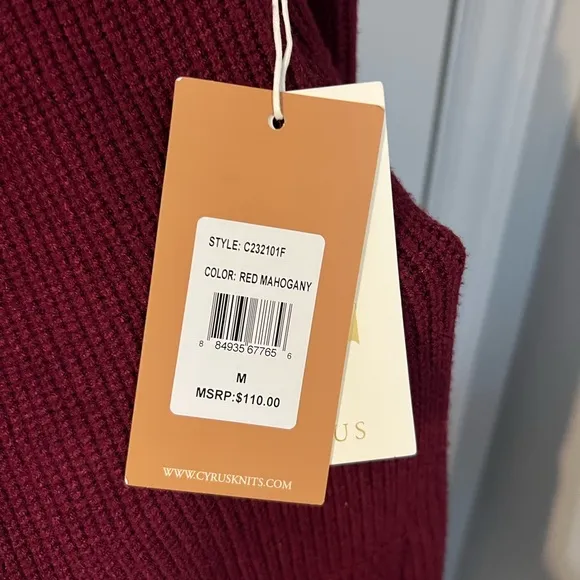 STYLE: C232101F
COLOR: RED MAHOGANY
8 84935 67765 6
M
MSRP:$110.00
WWW.CYRUSKNITS.COM
US